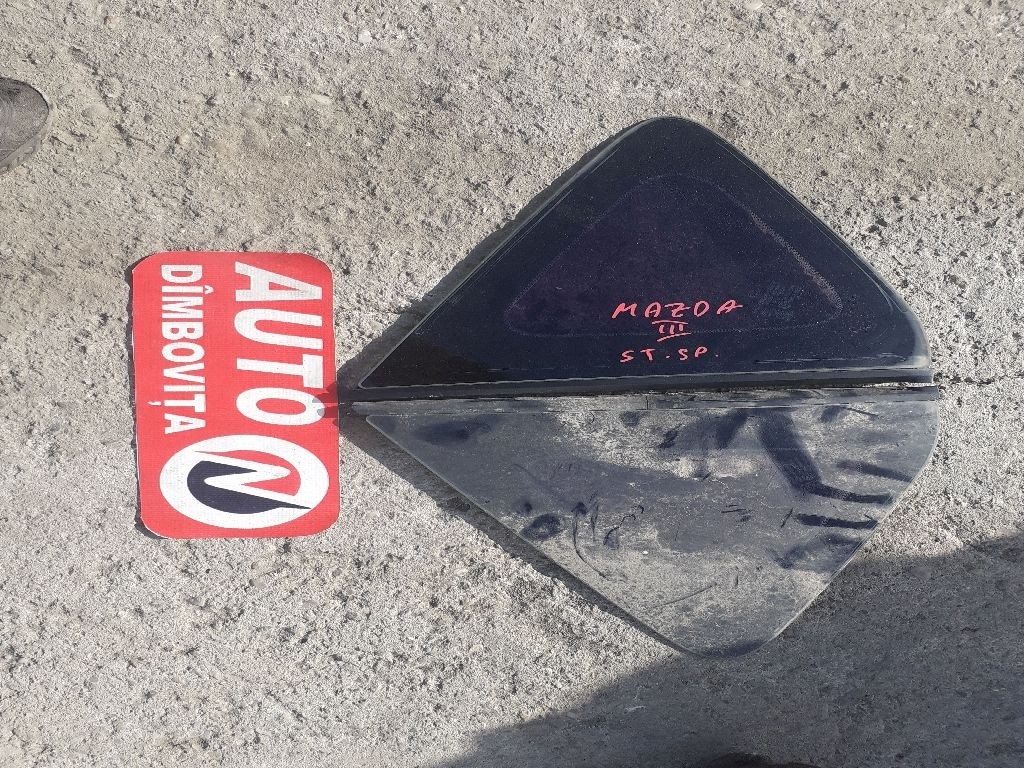 AUTO
DÎMBOVIȚA
MAZDA
III
ST. SP.